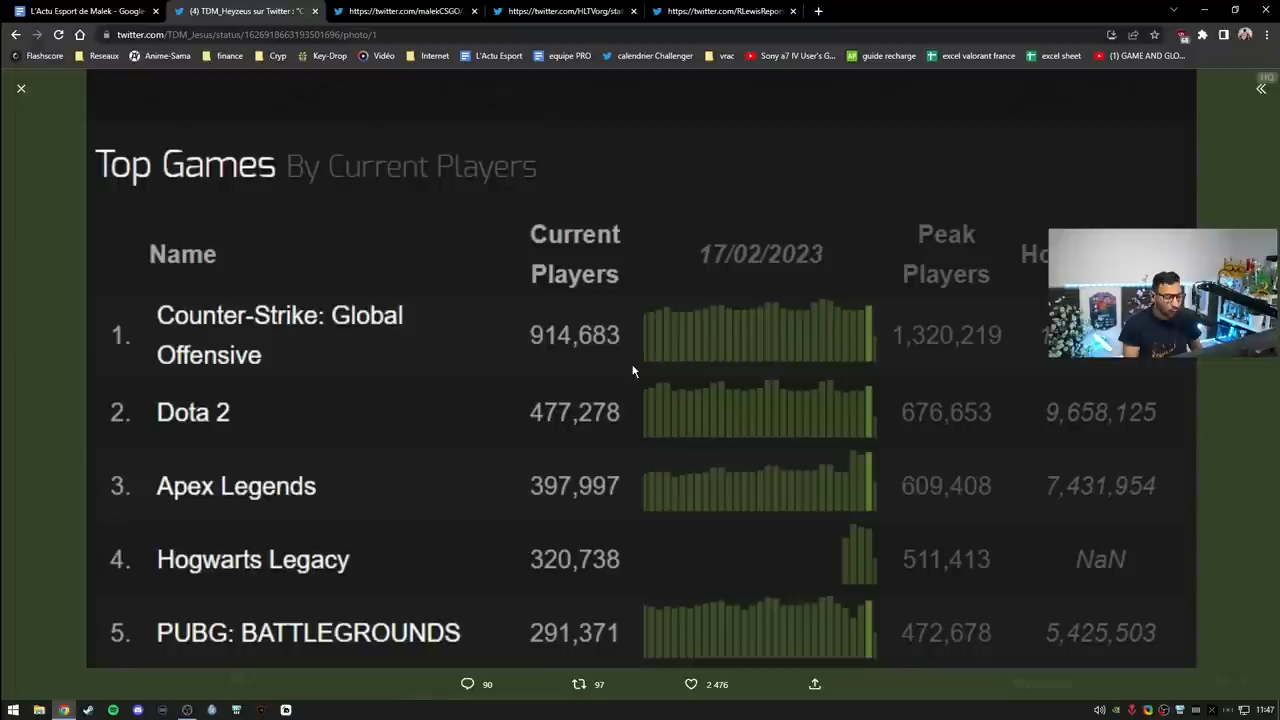 L'Actu Esport de Malek - Google
(4) TDM_Heyzeus sur Twitter : "C
https://twitter.com/malekCSGO/
https://twitter.com/HLTVorg/sta
https://twitter.com/RLewisRepor
twitter.com/TDM_Jesus/status/1626918663193501696/photo/1
Flashscore Reseaux Anime-Sama finance Cryp Key-Drop Vidéo Internet L'Actu Esport equipe PRO calendrier Challenger vrac Sony a7 IV User's G... guide recharge excel valorant france excel sheet (1) GAME AND GLO...
HQ
Top Games By Current Players
Name Current Players 17/02/2023 Peak Players
1. Counter-Strike: Global Offensive 914,683 1,320,219
2. Dota 2 477,278 676,653 9,658,125
3. Apex Legends 397,997 609,408 7,431,954
4. Hogwarts Legacy 320,738 511,413 NaN
5. PUBG: BATTLEGROUNDS 291,371 472,678 5,425,503
90 97 2 476
11:47